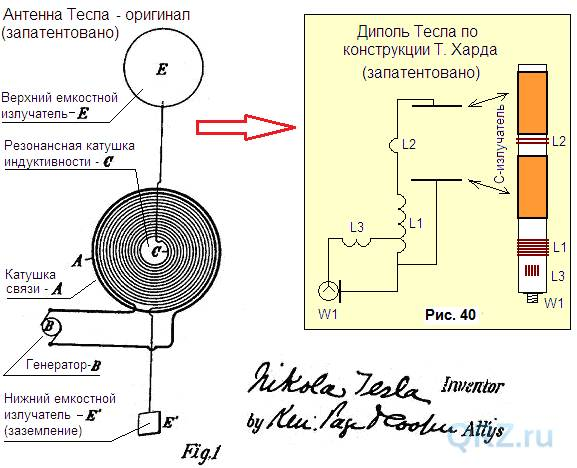 Антенна Тесла - оригинал
(запатентовано)
E
Верхний емкостной
излучатель- E
Резонансная катушка
индуктивности - C
C
A
Катушка
связи - A
B
Генератор-B
Нижний емкостной
излучатель - E'
(заземление)
E'
Fig.1
Диполь Тесла по
конструкции Т. Харда
(запатентовано)
С-излучатель
L2
L2
L1
L3
L1
L3
W1
W1
Рис. 40
Nikola Tesla Inventor
by Kerr, Page & Cooper Attys
QRZ.ru